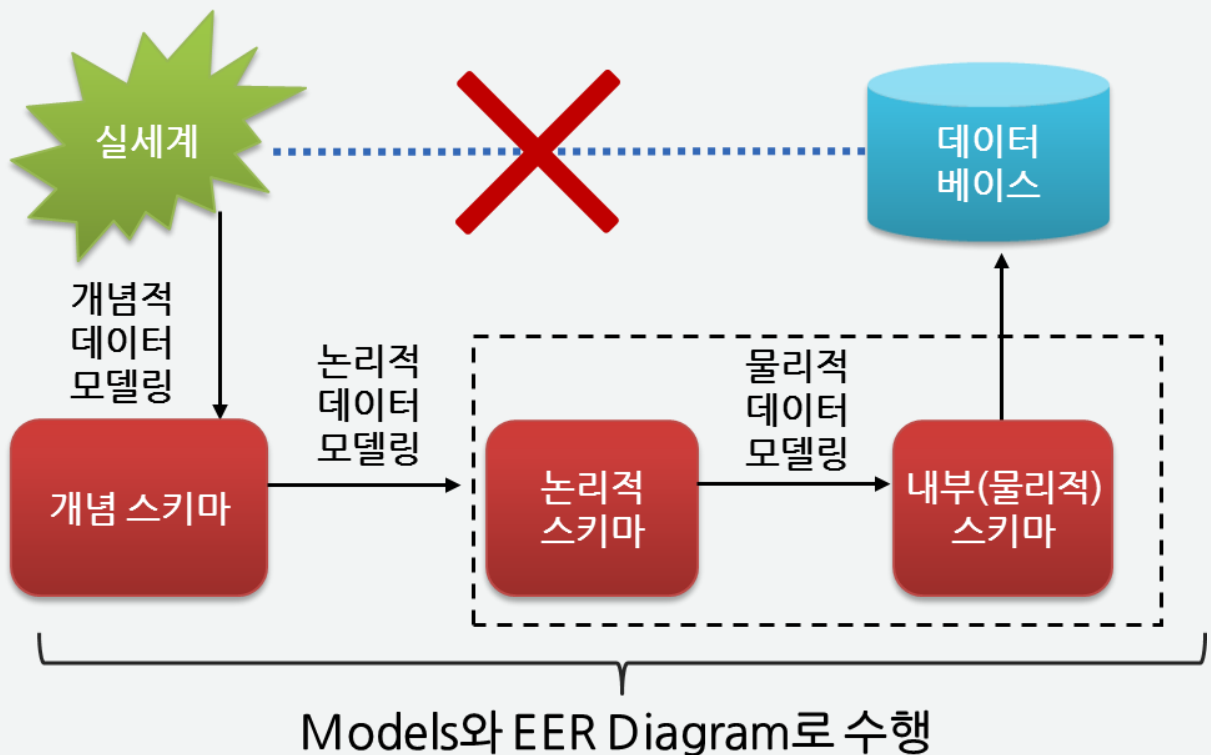 실세계
데이터
베이스
개념적
데이터
모델링
논리적
데이터
모델링
물리적
데이터
모델링
개념 스키마
논리적
스키마
내부(물리적)
스키마
Models와 EER Diagram로 수행